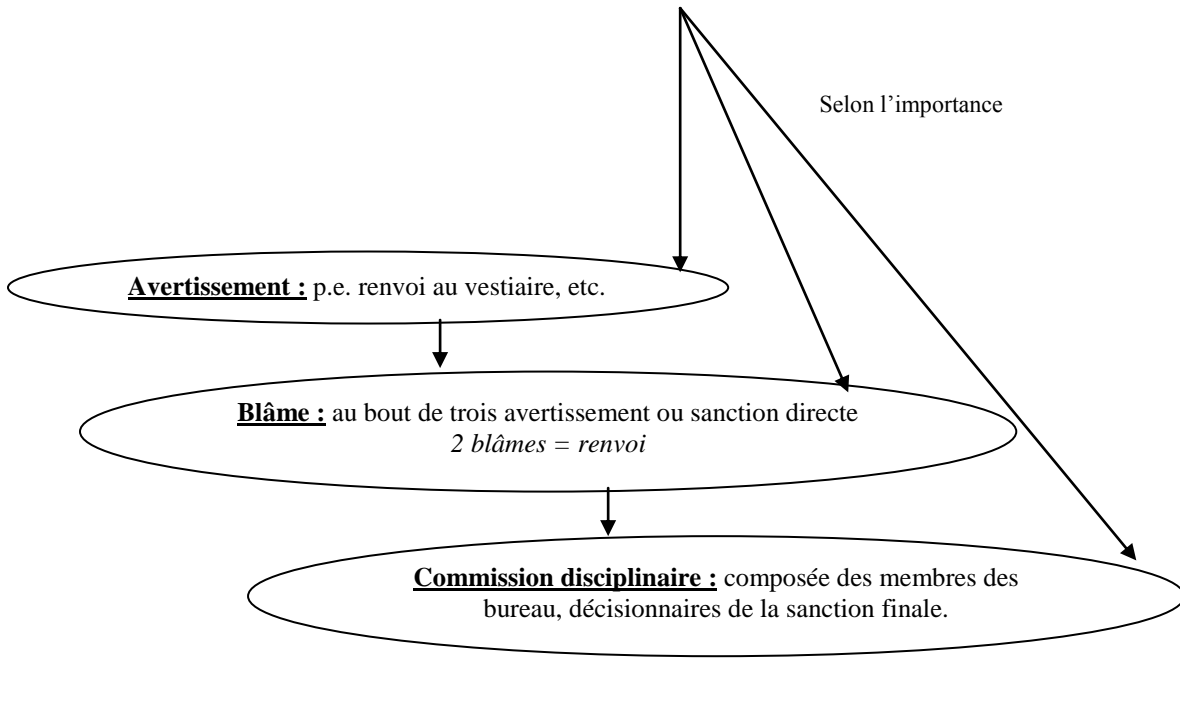 Selon l’importance
Avertissement : p.e. renvoi au vestiaire, etc.
Blâme : au bout de trois avertissement ou sanction directe
2 blâmes = renvoi
Commission disciplinaire : composée des membres des
bureau, décisionnaires de la sanction finale.